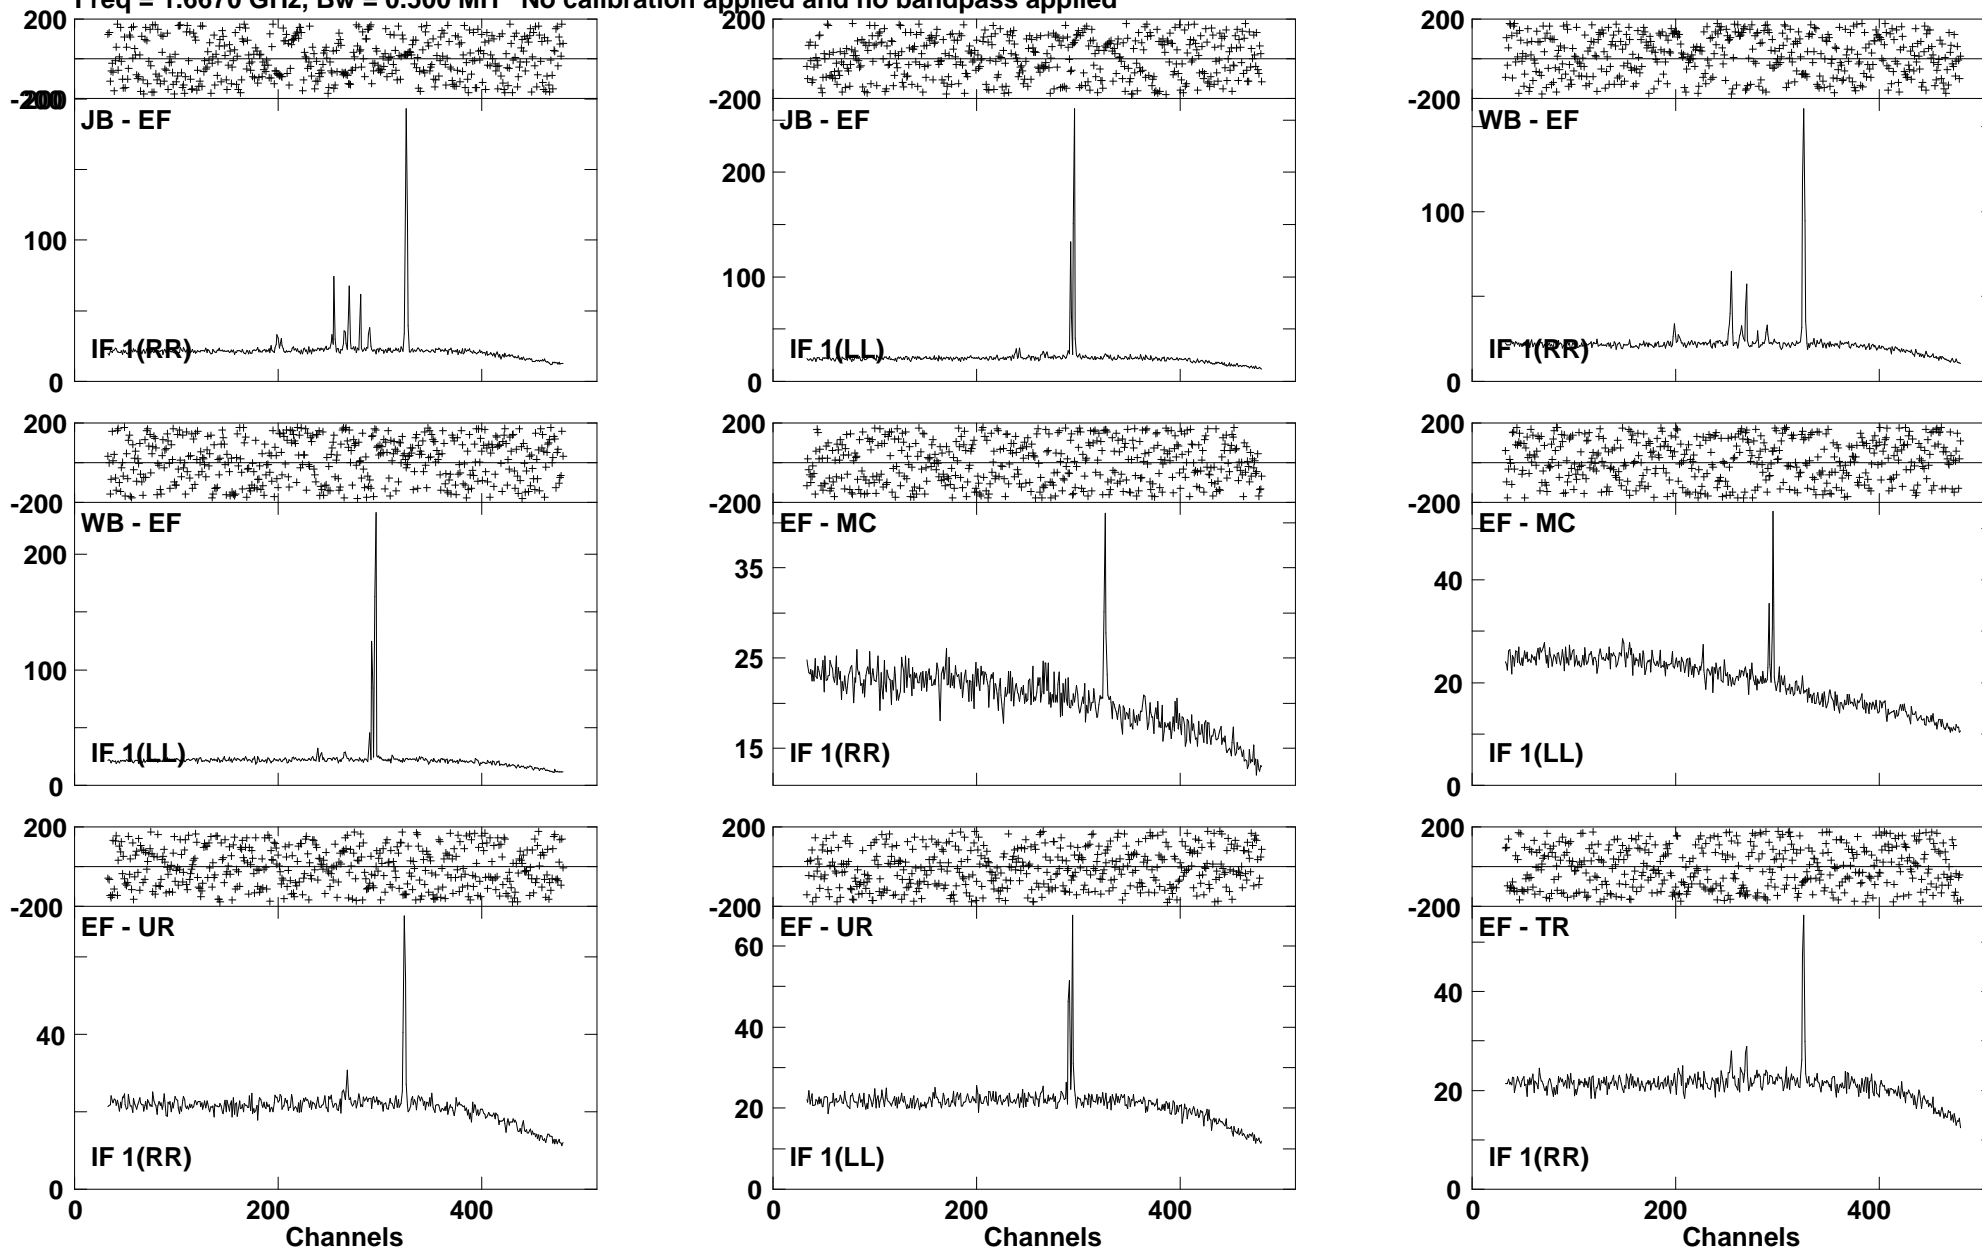 Freq = 1.6670 GHz, Bw = 0.500 MH No calibration applied and no bandpass applied
200 200 200
-200 -200 -200
JB - EF JB - EF WB - EF
200
100 100 100
IF 1(RR) IF 1(LL) IF 1(RR)
0 0 0
200 200 200
-200 -200 -200
WB - EF EF - MC EF - MC
200 35 40
100 25 20
IF 1(LL) 15 IF 1(RR) IF 1(LL)
0 0
200 200 200
-200 -200 -200
EF - UR EF - UR EF - TR
60
40 40 40
20 20
IF 1(RR) IF 1(LL) IF 1(RR)
0 0 0
0 200 400 0 200 400 0 200 400
Channels Channels Channels